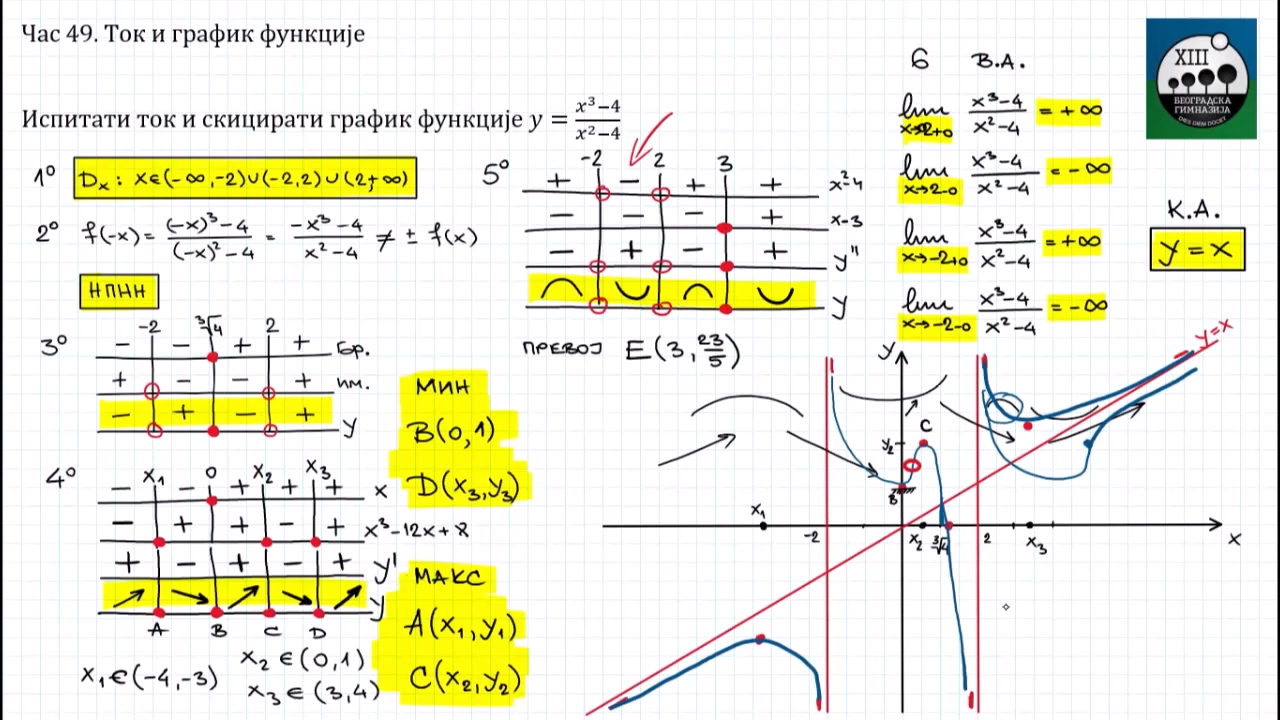 Час 49. Ток и график функције
Испитати ток и скицирати график функције y = (x³−4)/(x²−4)
XIII
БЕОГРАДСКА
ГИМНАЗИЈА
1° Dx: x∈(-∞,-2)∪(-2,2)∪(2,+∞)
2° f(-x) = ((-x)³-4)/((-x)²-4) = (-x³-4)/(x²-4) ≠ ± f(x)
НПНН
3° -2 ³√4 2
− − + + бр.
+ − − + им.
− + − + y
4° x₁ 0 x₂ x₃
− − + + + x
− + + − + x³-12x+8
+ − + − + y'
↗ ↘ ↗ ↘ ↗ y
A B C D
x₁∈(-4,-3) x₂∈(0,1)
x₃∈(3,4)
МИН
B(0,1)
D(x₃,y₃)
МАКС
A(x₁,y₁)
C(x₂,y₂)
5° -2 2 3
+ − + + x²-4
− − − + x-3
− + − + y"
⌒ ⌣ ⌒ ⌣ y
ПРЕВОЈ E(3, 23/5)
6 В.А.
lim x→2+0 (x³-4)/(x²-4) = +∞
lim x→2-0 (x³-4)/(x²-4) = -∞
lim x→-2+0 (x³-4)/(x²-4) = +∞
lim x→-2-0 (x³-4)/(x²-4) = -∞
К.А.
y = x
y
y=x
C
y₂
B
x₁ -2 x₂ ³√4 2 x₃ x